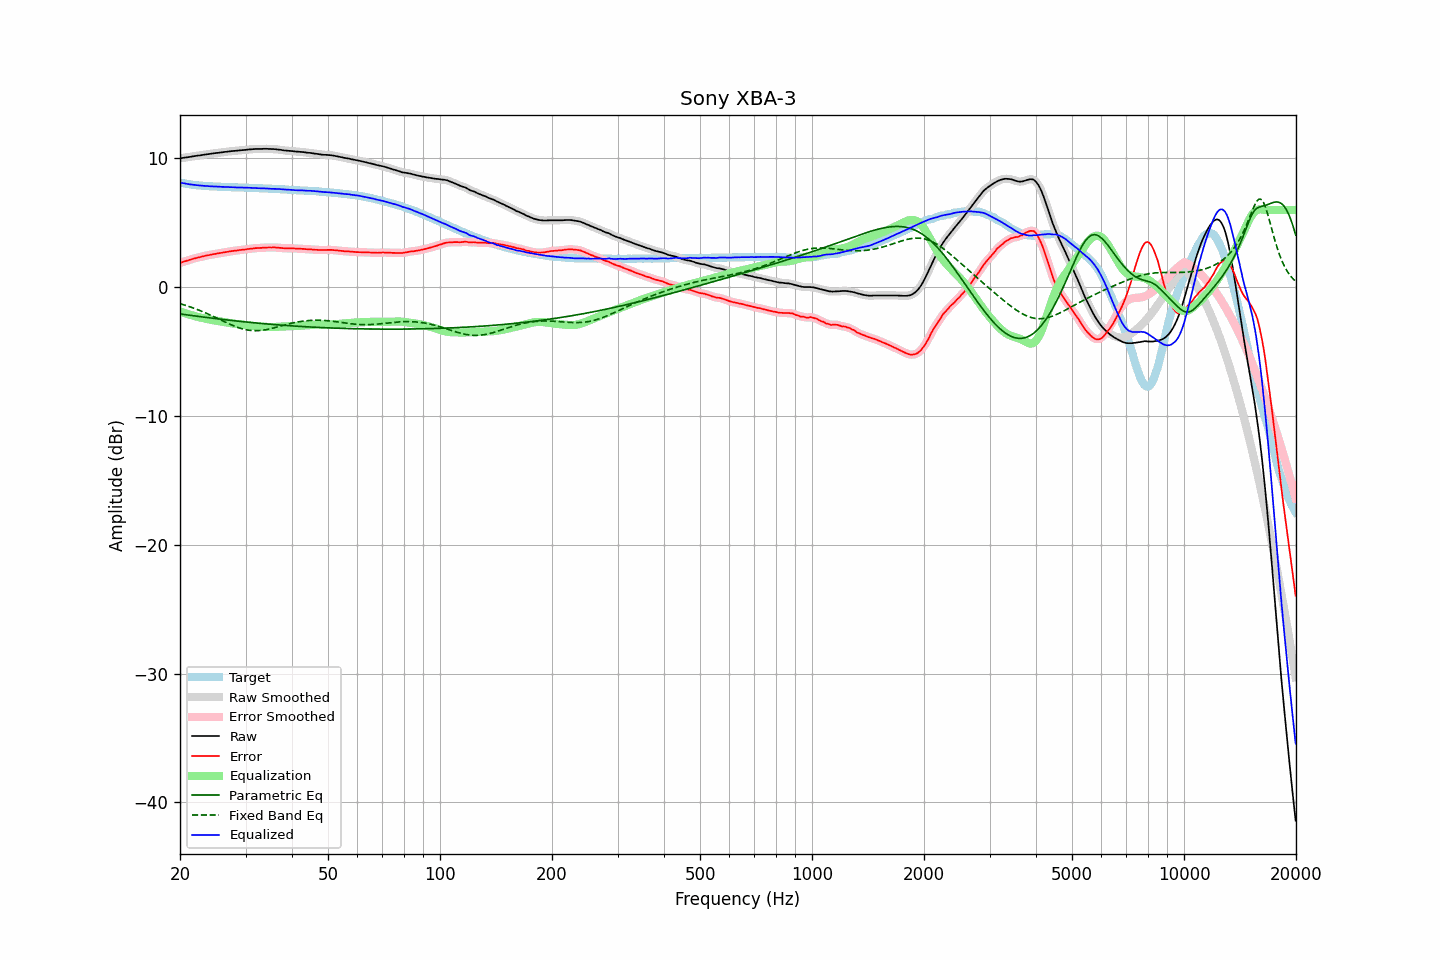 Sony XBA-3
Amplitude (dBr)
10
0
−10
−20
−30
−40
Target
Raw Smoothed
Error Smoothed
Raw
Error
Equalization
Parametric Eq
Fixed Band Eq
Equalized
20 50 100 200 500 1000 2000 5000 10000 20000
Frequency (Hz)